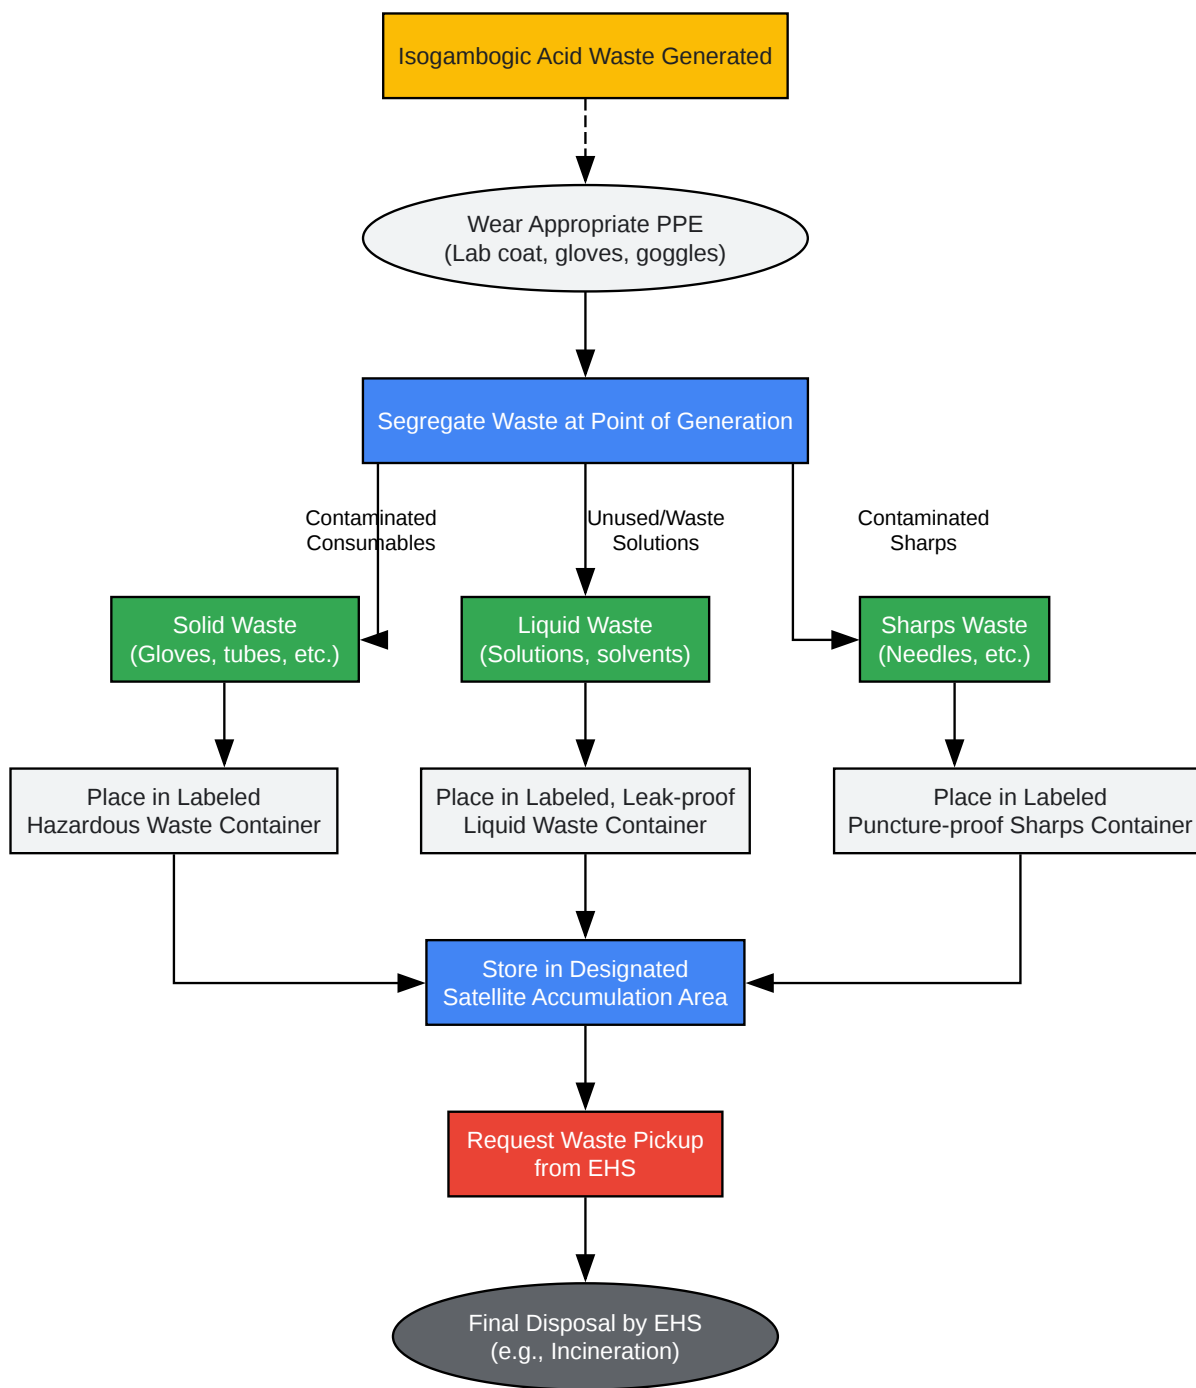 Isogambogic Acid Waste Generated
Wear Appropriate PPE
(Lab coat, gloves, goggles)
Segregate Waste at Point of Generation
Contaminated
Consumables
Unused/Waste
Solutions
Contaminated
Sharps
Solid Waste
(Gloves, tubes, etc.)
Liquid Waste
(Solutions, solvents)
Sharps Waste
(Needles, etc.)
Place in Labeled
Hazardous Waste Container
Place in Labeled, Leak-proof
Liquid Waste Container
Place in Labeled
Puncture-proof Sharps Container
Store in Designated
Satellite Accumulation Area
Request Waste Pickup
from EHS
Final Disposal by EHS
(e.g., Incineration)